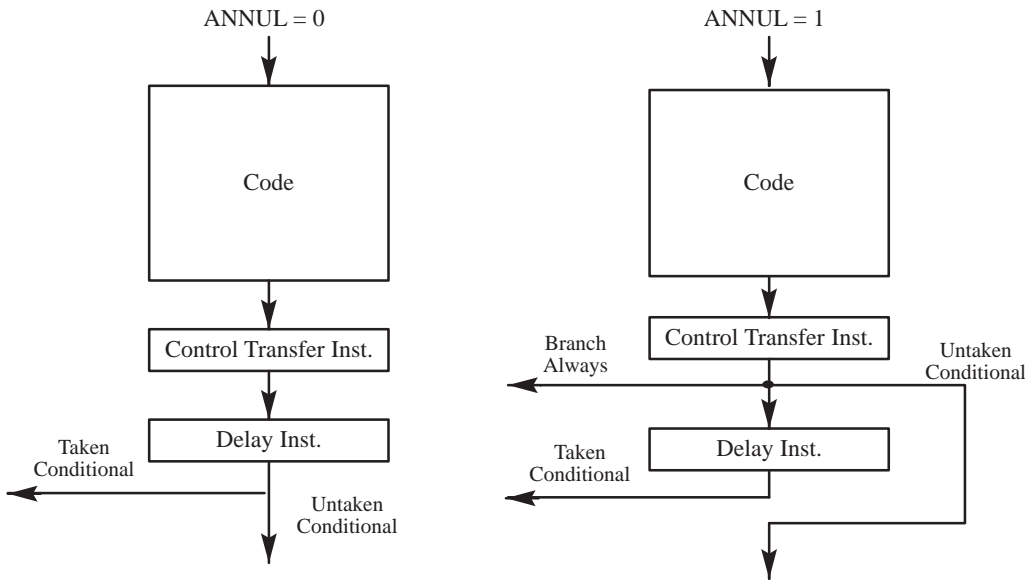 ANNUL = 0
Code
Control Transfer Inst.
Delay Inst.
Taken
Conditional
Untaken
Conditional
ANNUL = 1
Code
Control Transfer Inst.
Branch
Always
Untaken
Conditional
Delay Inst.
Taken
Conditional